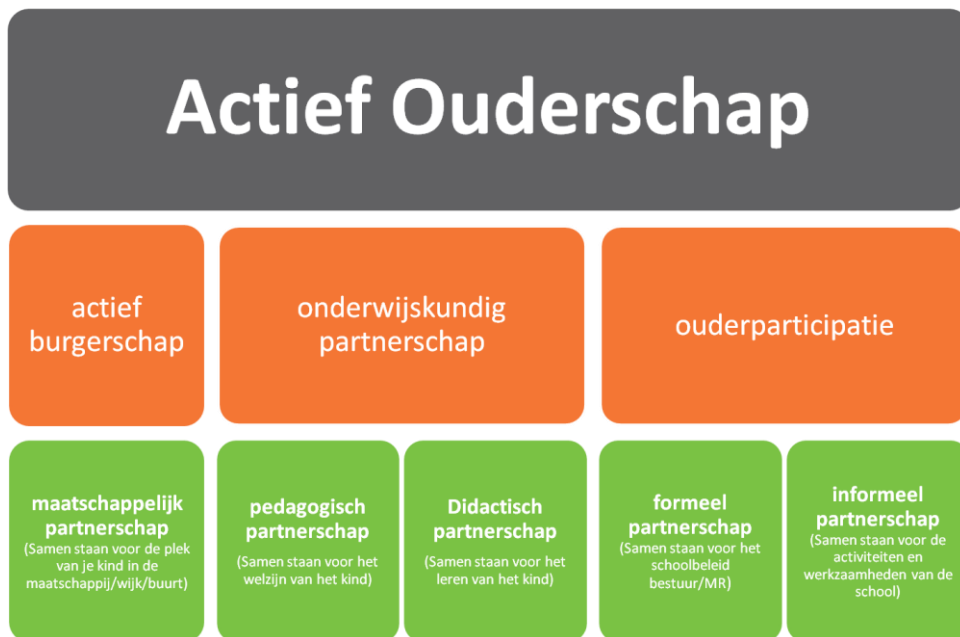 Actief Ouderschap
actief
burgerschap
onderwijskundig
partnerschap
ouderparticipatie
maatschappelijk
partnerschap
(Samen staan voor de plek
van je kind in de
maatschappij/wijk/buurt)
pedagogisch
partnerschap
(Samen staan voor het
welzijn van het kind)
Didactisch
partnerschap
(Samen staan voor het
leren van het kind)
formeel
partnerschap
(Samen staan voor het
schoolbeleid
bestuur/MR)
informeel
partnerschap
(Samen staan voor de
activiteiten en
werkzaamheden van de
school)